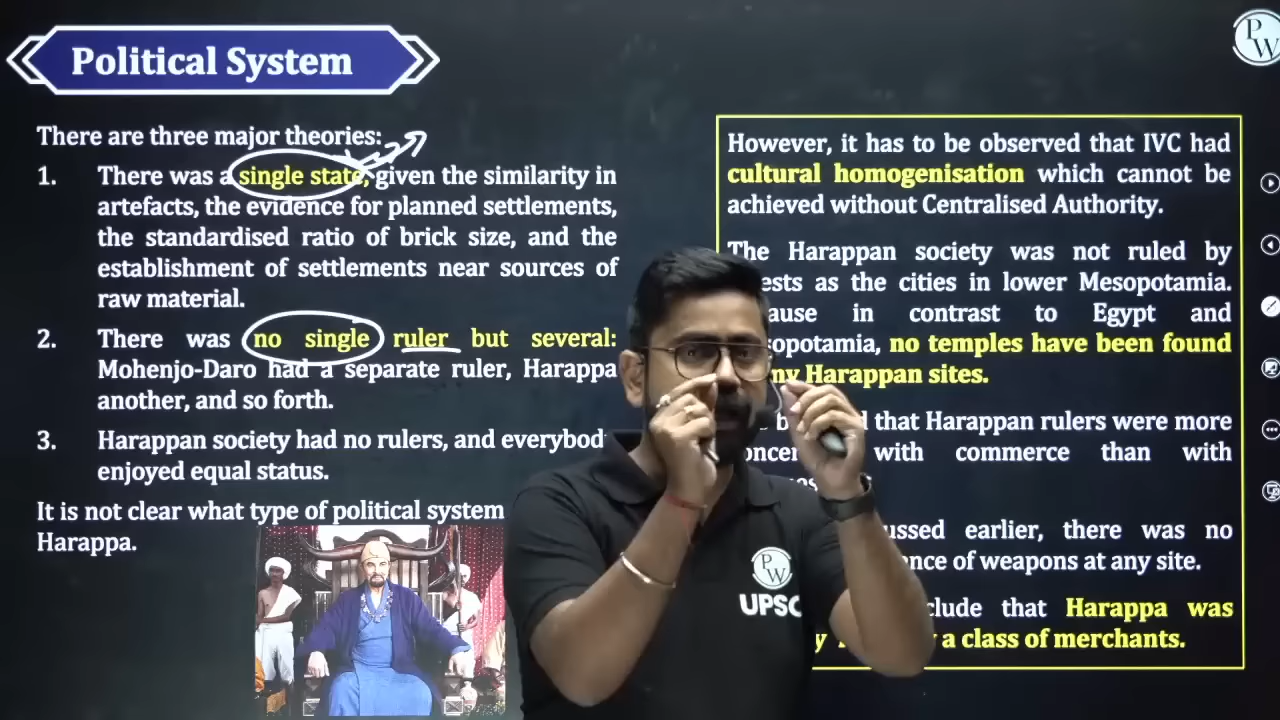 Political System
There are three major theories:
1. There was a single state, given the similarity in
artefacts, the evidence for planned settlements,
the standardised ratio of brick size, and the
establishment of settlements near sources of
raw material.
2. There was no single ruler but several:
Mohenjo-Daro had a separate ruler, Harappa
another, and so forth.
3. Harappan society had no rulers, and everybod
enjoyed equal status.
It is not clear what type of political system
Harappa.
However, it has to be observed that IVC had
cultural homogenisation which cannot be
achieved without Centralised Authority.
The Harappan society was not ruled by
ests as the cities in lower Mesopotamia.
ause in contrast to Egypt and
sopotamia, no temples have been found
ny Harappan sites.
that Harappan rulers were more
with commerce than with
ussed earlier, there was no
nce of weapons at any site.
clude that Harappa was
a class of merchants.
PW
PW
UPSC